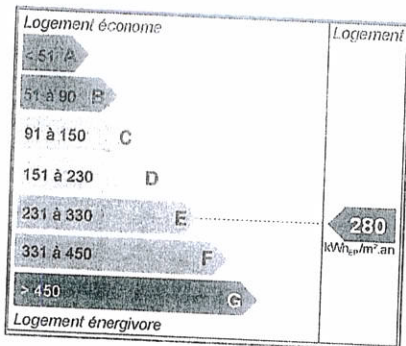 Logement économe
Logement
< 51 A
51 à 90 B
91 à 150 C
151 à 230 D
231 à 330 E
280
kWhEP/m².an
331 à 450 F
> 450 G
Logement énergivore